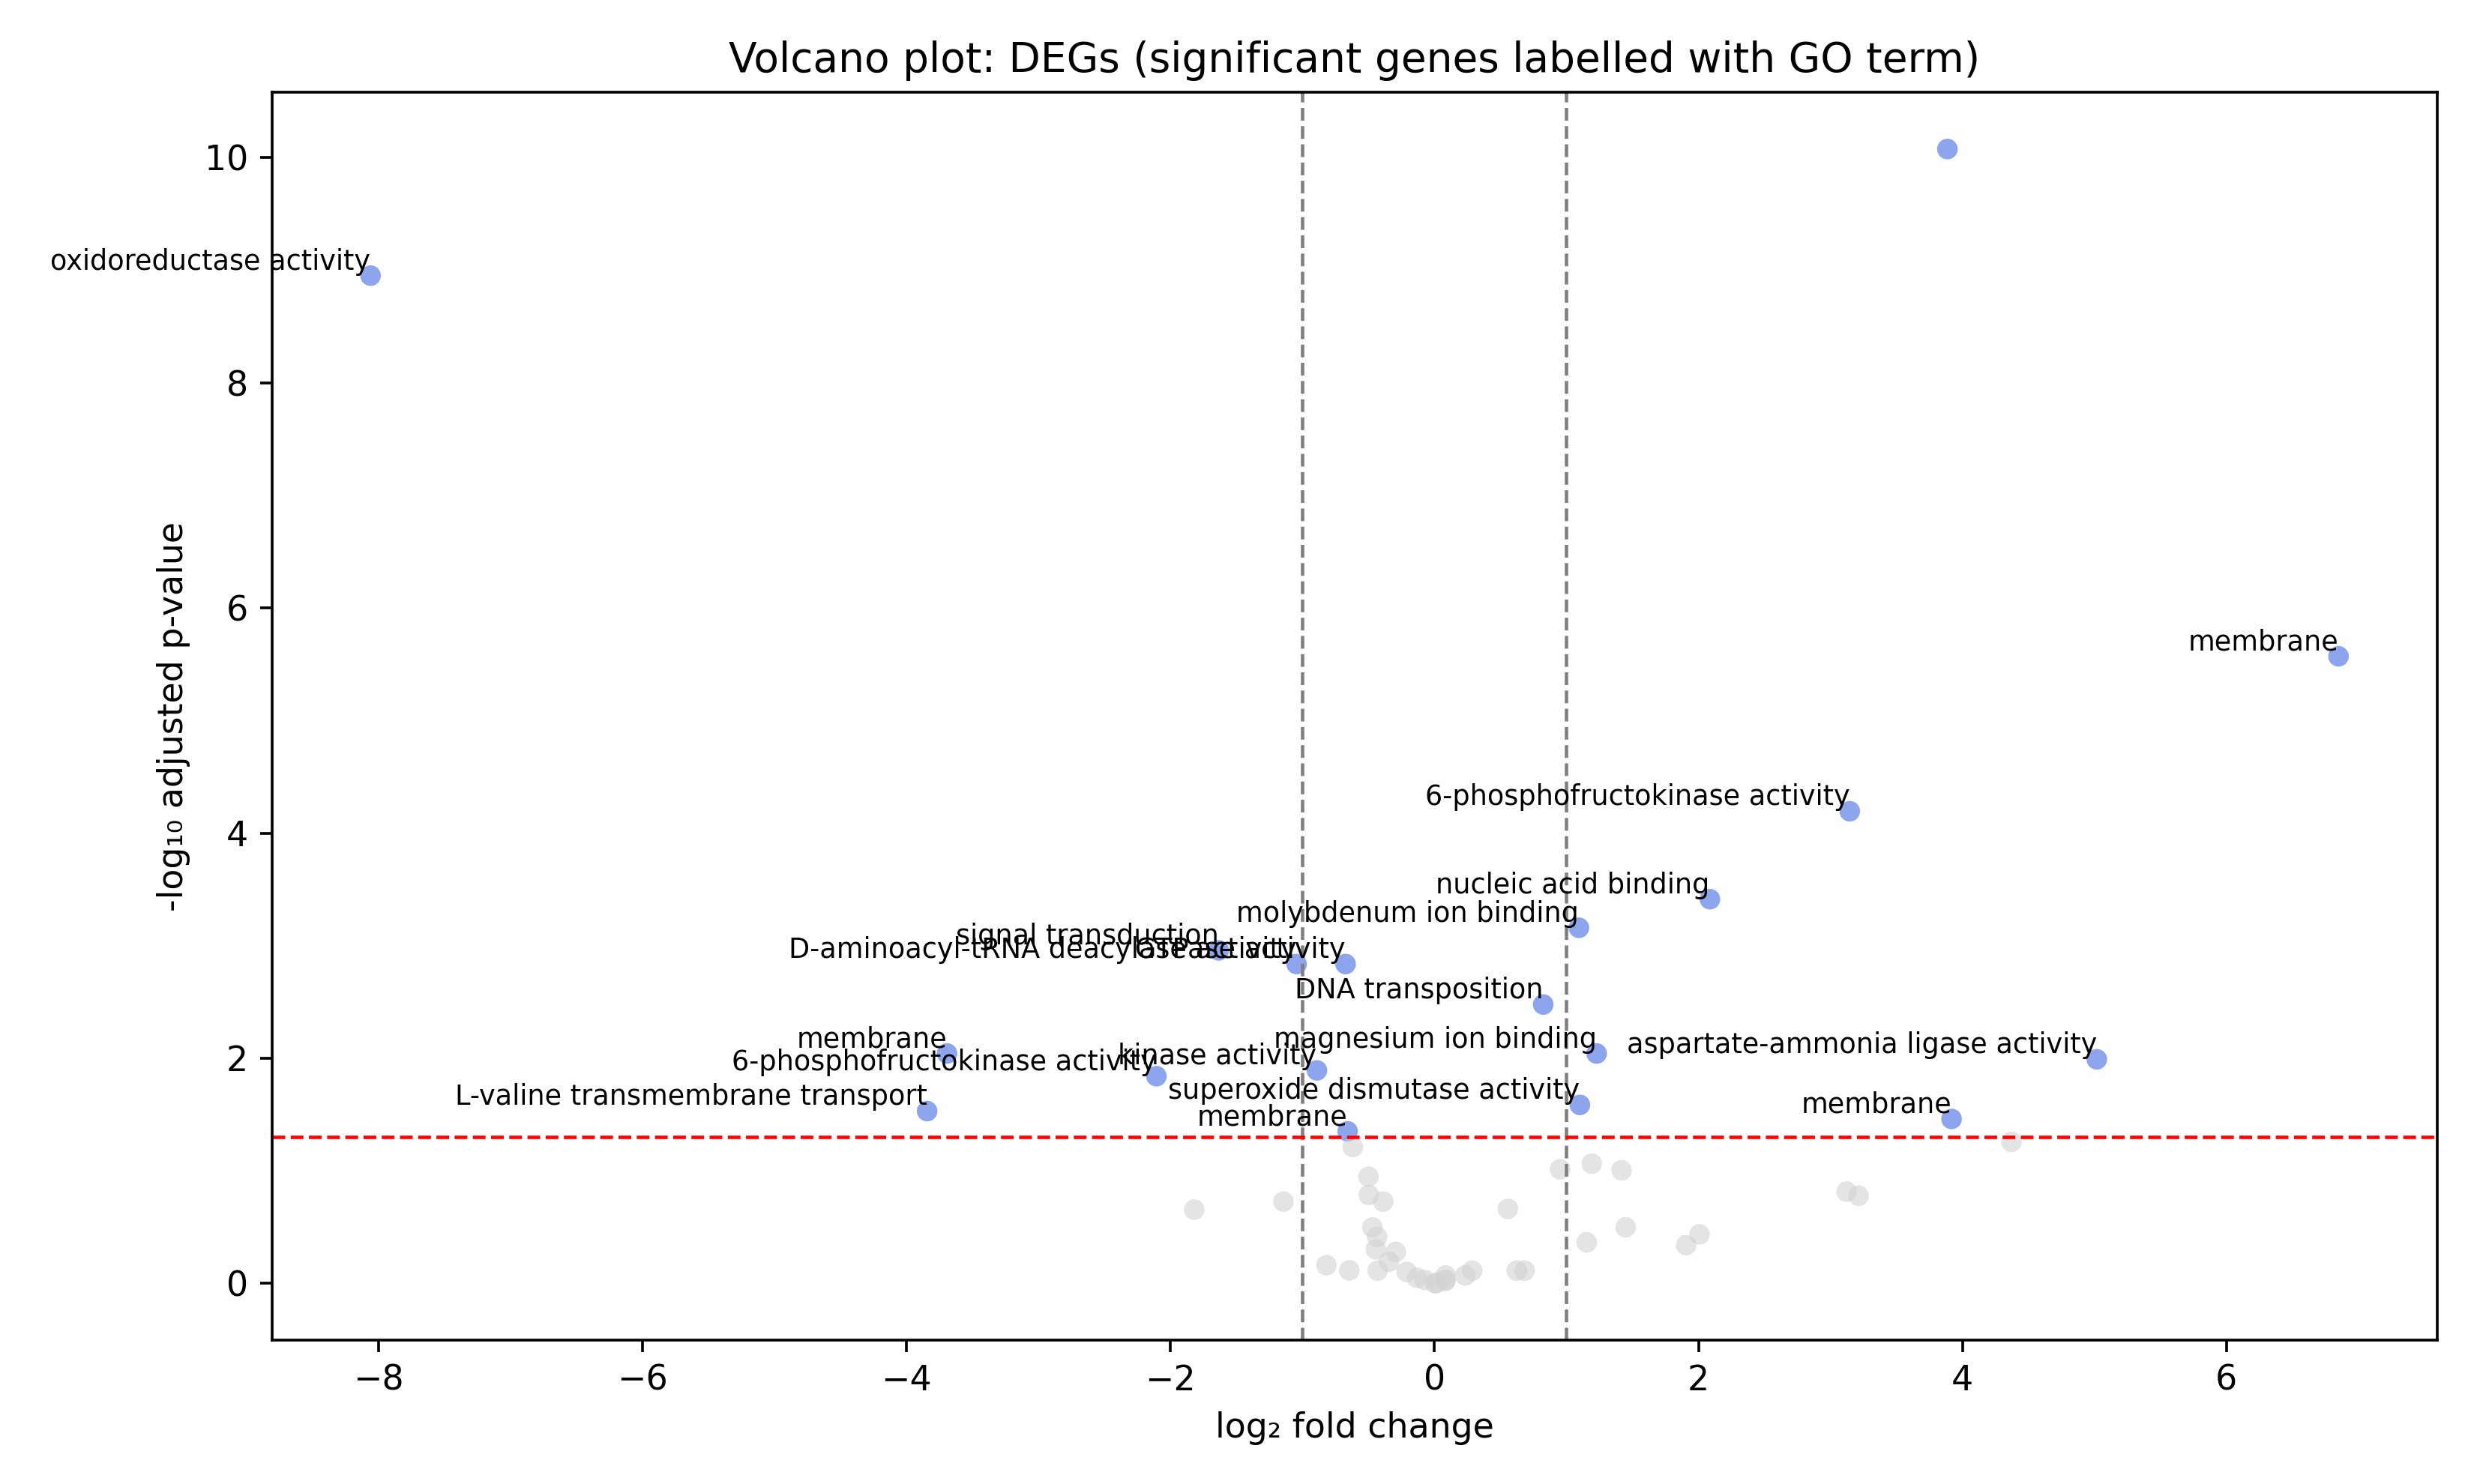 Volcano plot: DEGs (significant genes labelled with GO term)
10
oxidoreductase activity
8
membrane
6
6-phosphofructokinase activity
4
nucleic acid binding
molybdenum ion binding
signal transduction
D-aminoacyl-tRNA deacylase activity
GTPase activity
DNA transposition
membrane
magnesium ion binding
kinase activity
aspartate-ammonia ligase activity
2
6-phosphofructokinase activity
superoxide dismutase activity
L-valine transmembrane transport
membrane
membrane
0
-log₁₀ adjusted p-value
−8 −6 −4 −2 0 2 4 6
log₂ fold change